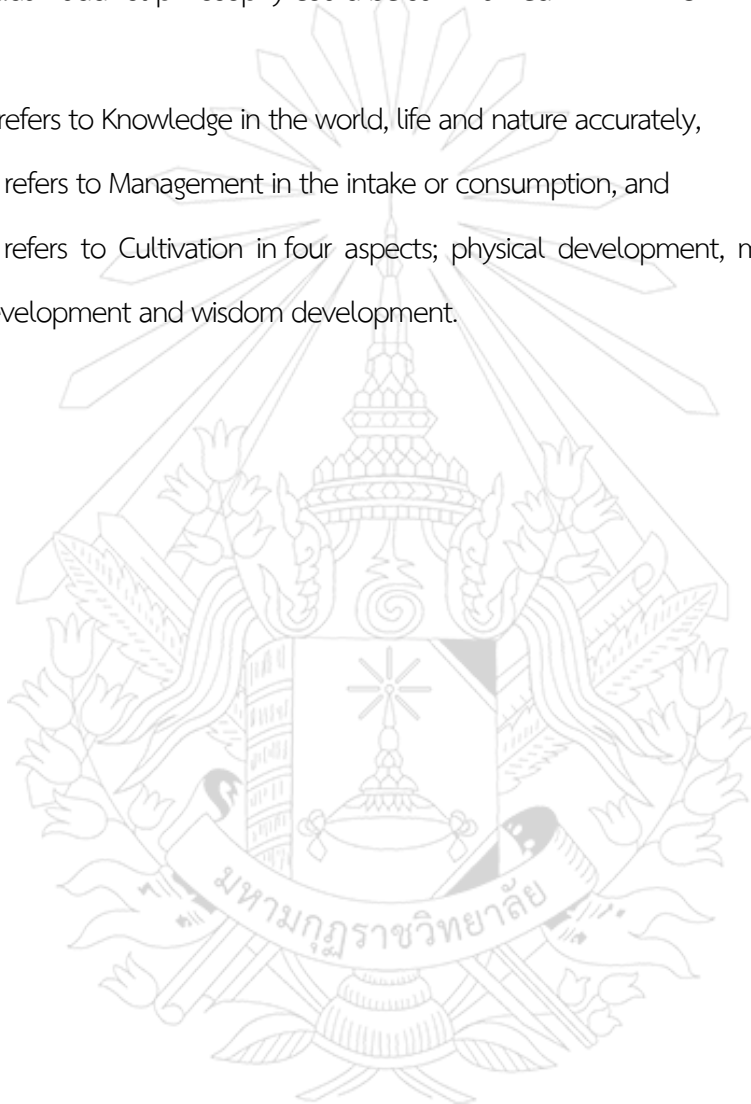 refers to Knowledge in the world, life and nature accurately,
refers to Management in the intake or consumption, and
refers to Cultivation in four aspects; physical development,
development and wisdom development.
มหามกุฏราชวิทยาลัย